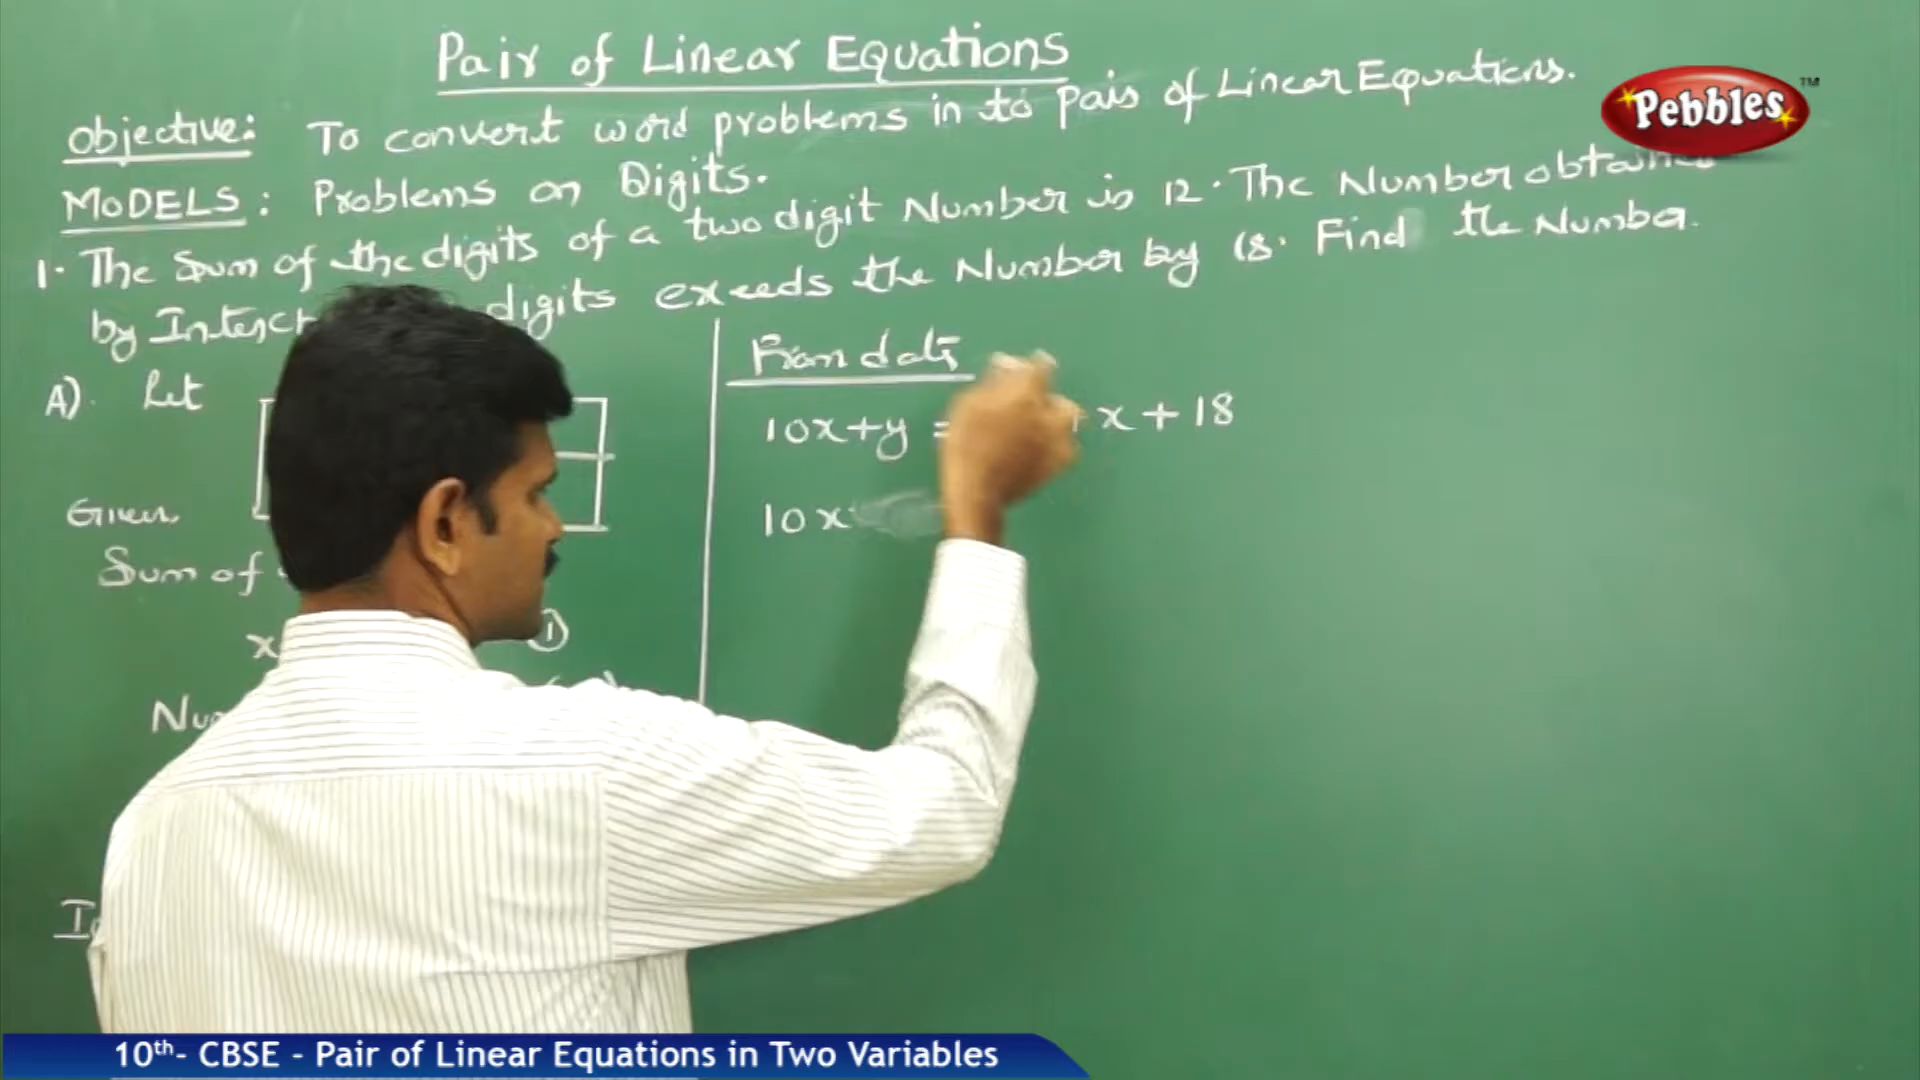 Pair of Linear Equations
Objective: To convert word problems in to pair of Linear Equations.
MODELS: Problems on Digits.
1. The Sum of the digits of a two digit Number is 12. The Number obtained
by digits exceeds the Number by 18. Find the Number.
A). Let
Given
Sum of
x
①
From data
10x+y = x + 18
10x
Pebbles™
10th- CBSE - Pair of Linear Equations in Two Variables